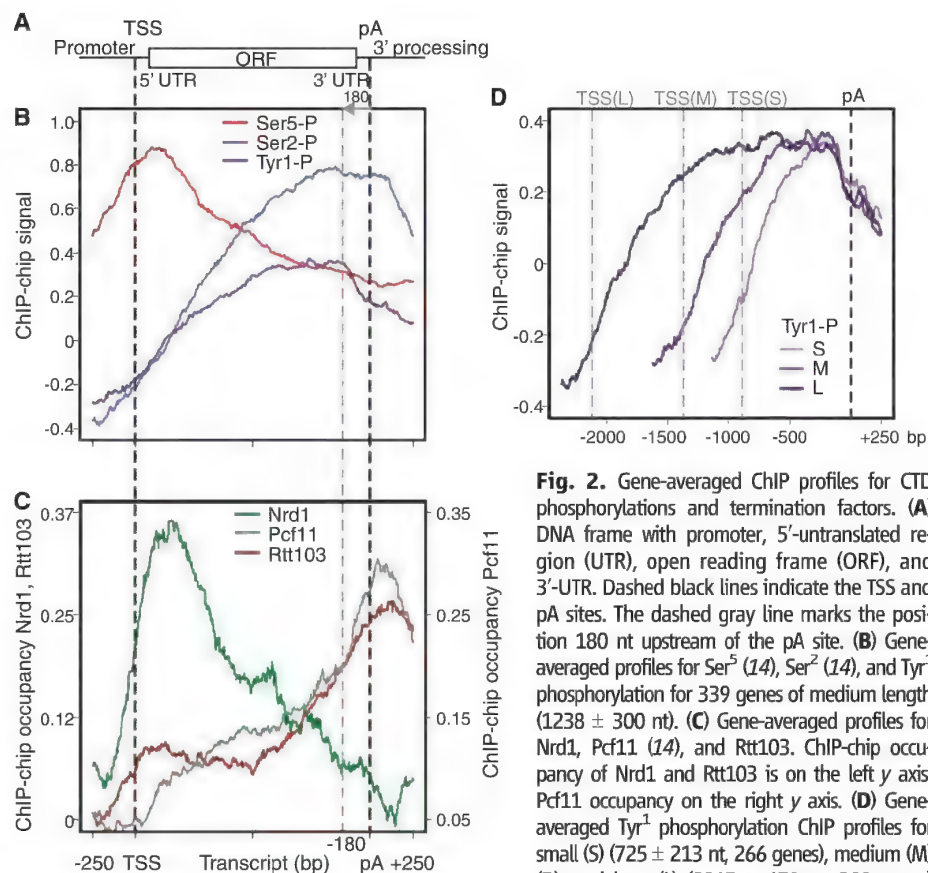 A
TSS
pA
Promoter
3' processing
ORF
5' UTR
3' UTR
180
B
1.0
0.8
0.6
0.4
0.2
0
-0.2
-0.4
ChIP-chip signal
Ser5-P
Ser2-P
Tyr1-P
C
0.37
0.25
0.12
0
ChIP-chip occupancy Nrd1, Rtt103
Nrd1
Pcf11
Rtt103
0.35
0.25
0.15
0.05
ChIP-chip occupancy Pcf11
-250 TSS Transcript (bp) -180 pA +250
D
TSS(L) TSS(M) TSS(S) pA
0.4
0.2
0
-0.2
-0.4
ChIP-chip signal
Tyr1-P
S
M
L
-2000 -1500 -1000 -500 +250 bp
Fig. 2. Gene-averaged ChIP profiles for CTD
phosphorylations and termination factors. (A)
DNA frame with promoter, 5'-untranslated re-
gion (UTR), open reading frame (ORF), and
3'-UTR. Dashed black lines indicate the TSS and
pA sites. The dashed gray line marks the posi-
tion 180 nt upstream of the pA site. (B) Gene-
averaged profiles for Ser5 (14), Ser2 (14), and Tyr1
phosphorylation for 339 genes of medium length
(1238 ± 300 nt). (C) Gene-averaged profiles for
Nrd1, Pcf11 (14), and Rtt103. ChIP-chip occu-
pancy of Nrd1 and Rtt103 is on the left y axis
Pcf11 occupancy on the right y axis. (D) Gene-
averaged Tyr1 phosphorylation ChIP profiles for
small (S) (725 ± 213 nt, 266 genes), medium (M)